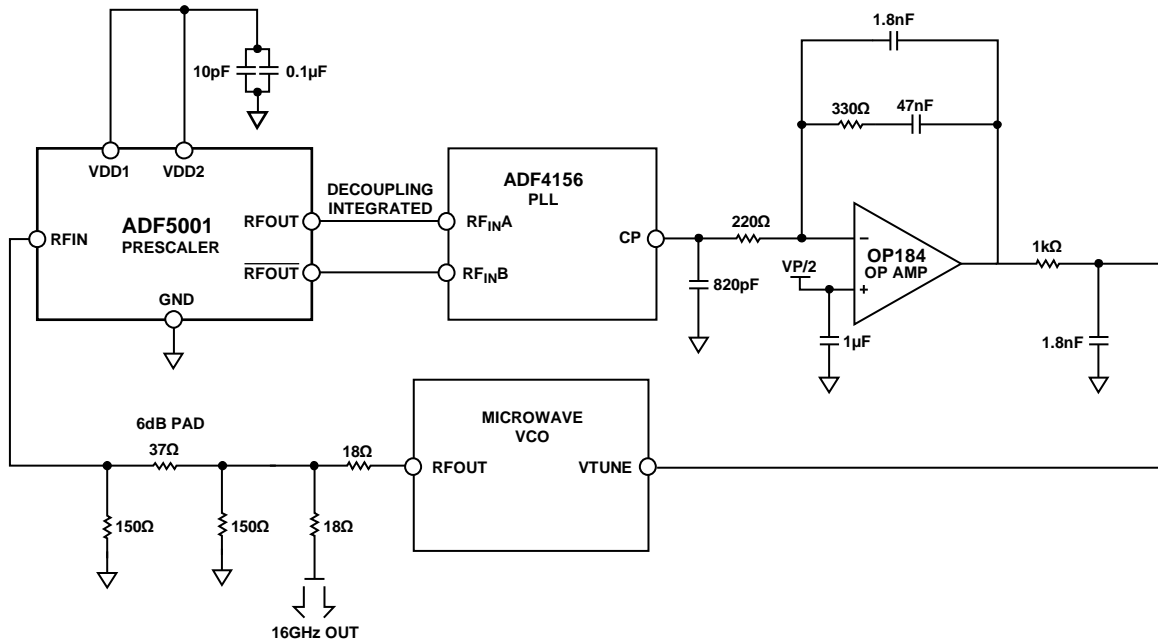 1.8nF
10pF
0.1µF
330Ω
47nF
VDD1
VDD2
ADF5001
PRESCALER
RFIN
RFOUT
RFOUT
GND
DECOUPLING
INTEGRATED
ADF4156
PLL
RFINA
RFINB
CP
220Ω
820pF
VP/2
1µF
−
+
OP184
OP AMP
1kΩ
1.8nF
6dB PAD
37Ω
150Ω
150Ω
18Ω
18Ω
16GHz OUT
MICROWAVE
VCO
RFOUT
VTUNE